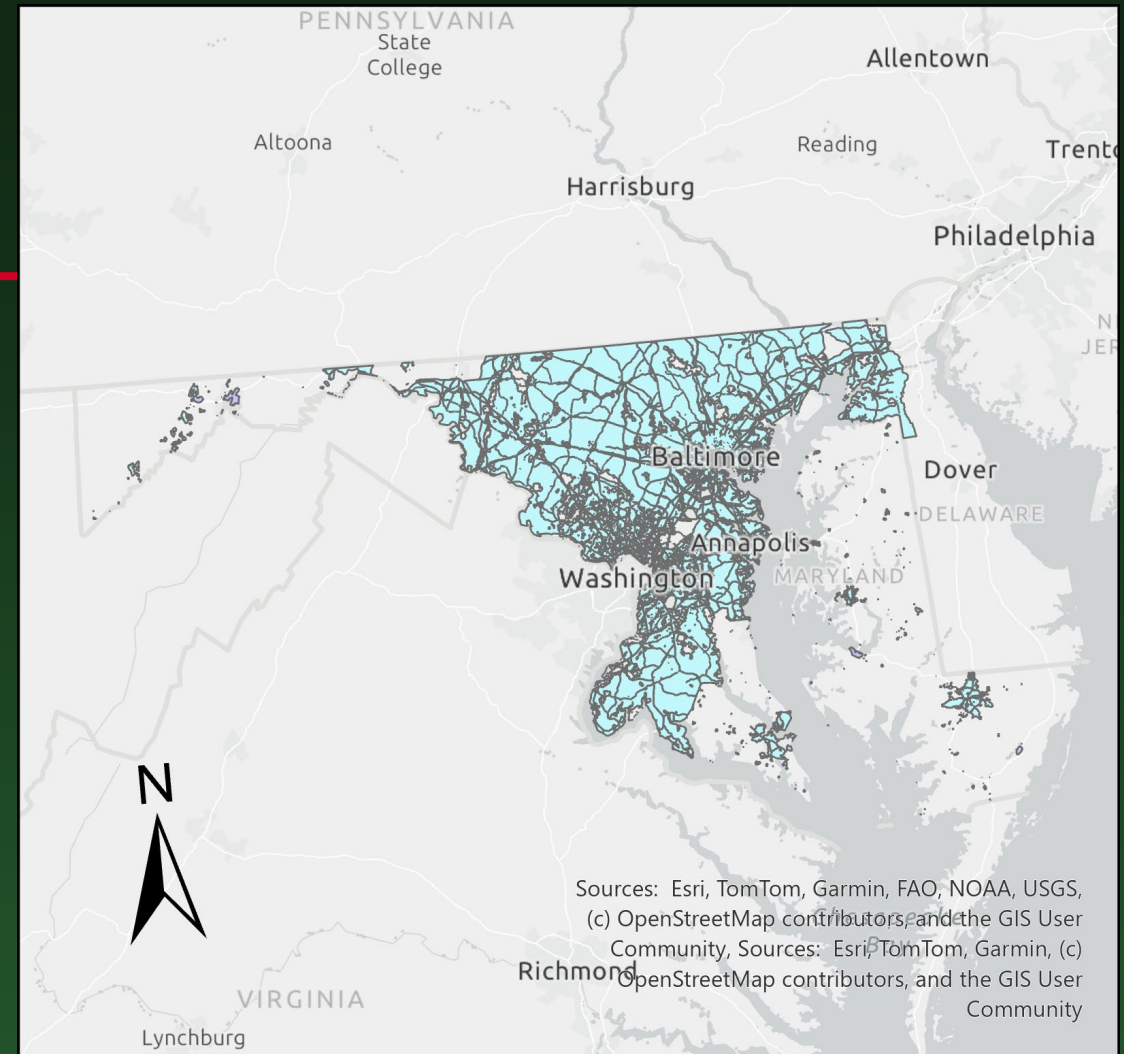 PENNSYLVANIA
State
College
Allentown
Altoona
Reading
Trento
Harrisburg
Philadelphia
Baltimore
Dover
DELAWARE
Annapolis
Washington
MARYLAND
N
Sources: Esri, TomTom, Garmin, FAO, NOAA, USGS,
(c) OpenStreetMap contributors, and the GIS User
Community, Sources: Esri, TomTom, Garmin, (c)
OpenStreetMap contributors, and the GIS User
Community
Richmond
VIRGINIA
Lynchburg